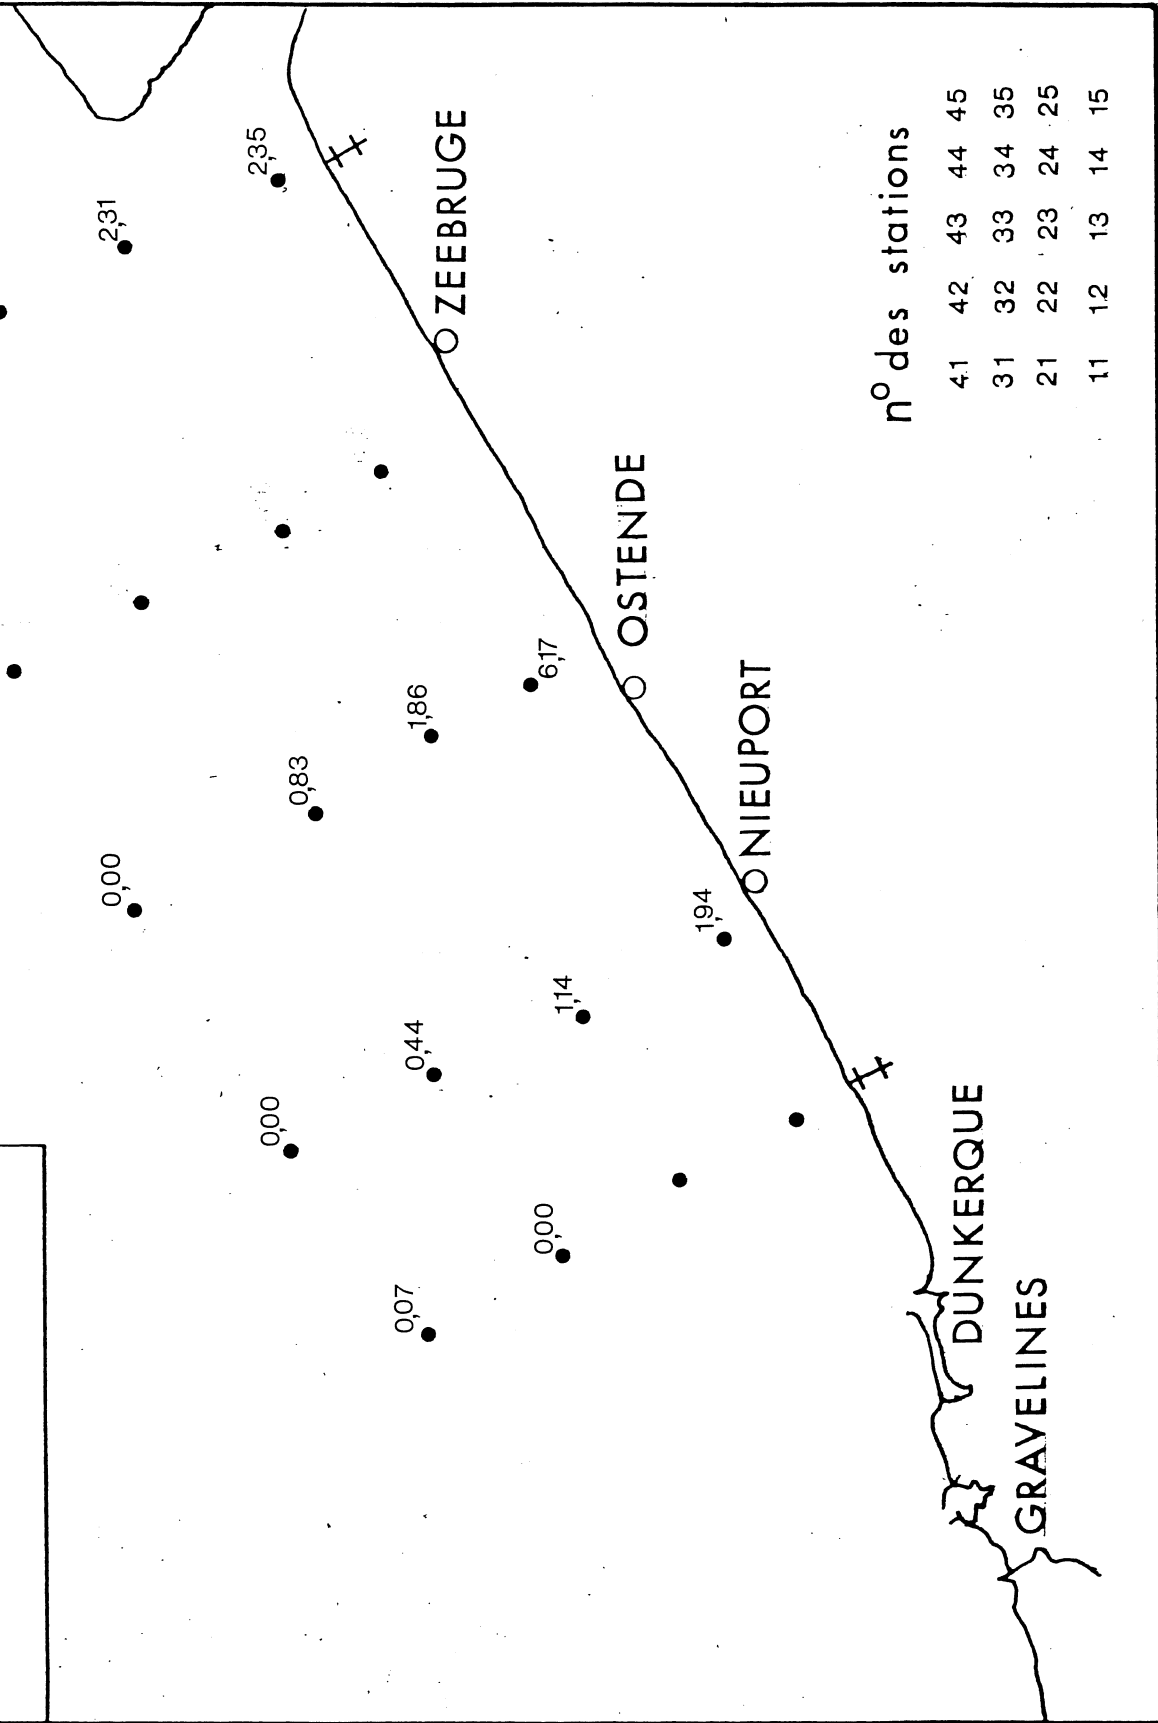 2,31
2,35
ZEEBRUGE
0,00
0,83
1,86
6,17
OSTENDE
0,00
0,44
1,14
1,94
NIEUPORT
0,07
0,00
DUNKERQUE
GRAVELINES
nº des stations
41 42 43 44 45
31 32 33 34 35
21 22 23 24 25
11 12 13 14 15